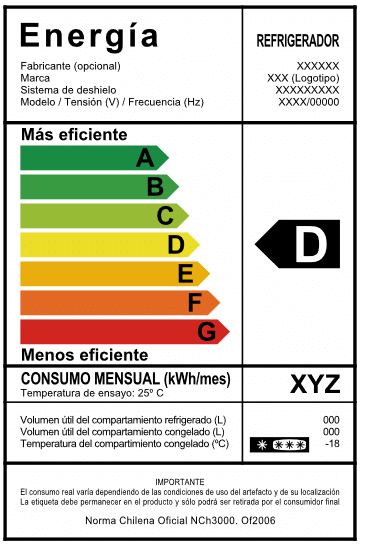 Energía
REFRIGERADOR
Fabricante (opcional) XXXXXX
Marca XXX (Logotipo)
Sistema de deshielo XXXXXXXXX
Modelo / Tensión (V) / Frecuencia (Hz) XXXX/00000
Más eficiente
A
B
C
D
D
E
F
G
Menos eficiente
CONSUMO MENSUAL (kWh/mes) XYZ
Temperatura de ensayo: 25º C
Volumen útil del compartamiento refrigerado (L) 000
Volumen útil del compartamiento congelado (L) 000
Temperatura del compartimiento congelado (ºC) -18
IMPORTANTE
El consumo real varía dependiendo de las condiciones de uso del artefacto y de su localización
La etiqueta debe permanecer en el producto y sólo podrá ser retirada por el consumidor final
Norma Chilena Oficial NCh3000. Of2006